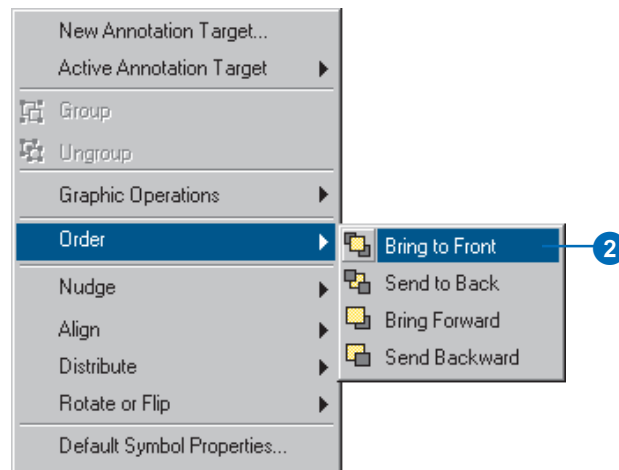 New Annotation Target...
Active Annotation Target
Group
Ungroup
Graphic Operations
Order
Nudge
Align
Distribute
Rotate or Flip
Default Symbol Properties...
Bring to Front
Send to Back
Bring Forward
Send Backward
2